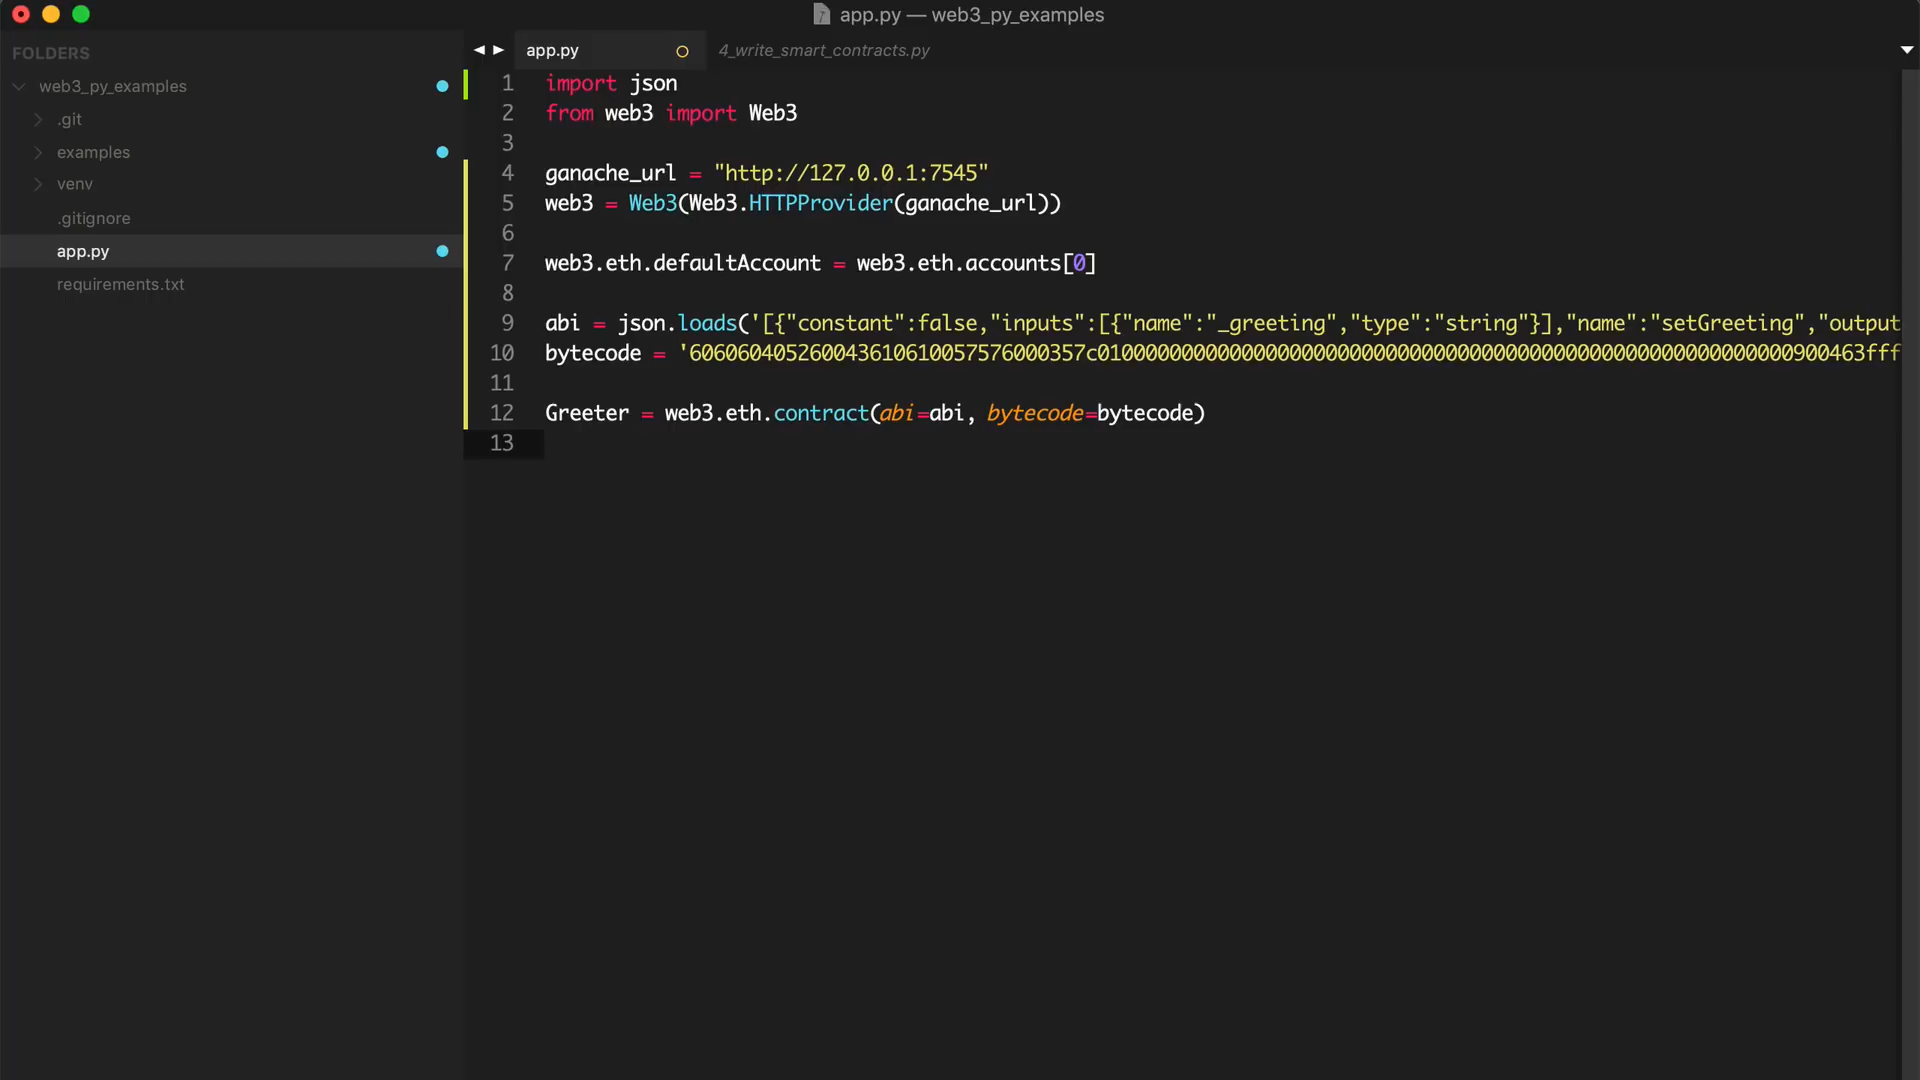 app.py — web3_py_examples
FOLDERS
web3_py_examples
.git
examples
venv
.gitignore
app.py
requirements.txt
app.py
4_write_smart_contracts.py
1 import json
2 from web3 import Web3
3
4 ganache_url = "http://127.0.0.1:7545"
5 web3 = Web3(Web3.HTTPProvider(ganache_url))
6
7 web3.eth.defaultAccount = web3.eth.accounts[0]
8
9 abi = json.loads('[{"constant":false,"inputs":[{"name":"_greeting","type":"string"}],"name":"setGreeting","output
10 bytecode =
11
12 Greeter = web3.eth.contract(abi=abi, bytecode=bytecode)
13